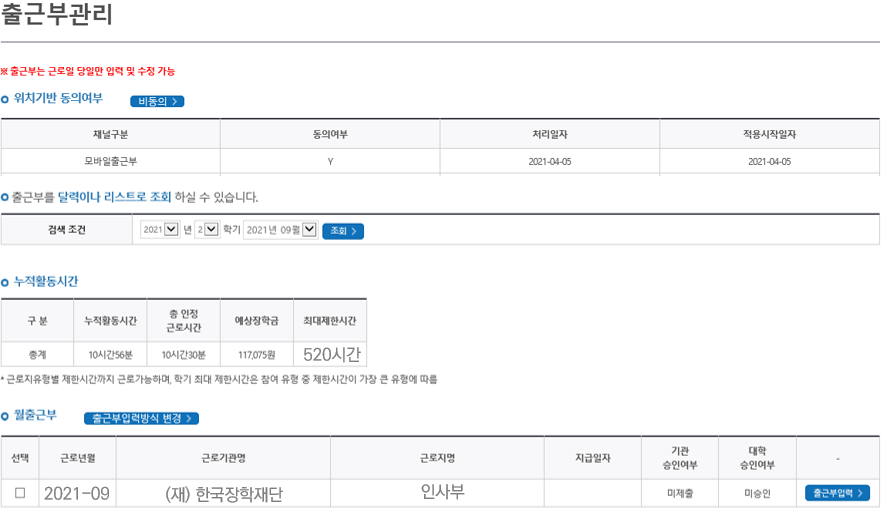 출근부관리
※ 출근부는 근로일 당일만 입력 및 수정 가능
위치기반 동의여부 비동의 >
채널구분 동의여부 처리일자 적용시작일자
모바일출근부 Y 2021-04-05 2021-04-05
출근부를 달력이나 리스트로 조회 하실 수 있습니다.
검색 조건 2021 년 2 학기 2021년 09월 조회 >
누적활동시간
구 분 누적활동시간 총 인정 근로시간 예상장학금 최대제한시간
총계 10시간56분 10시간30분 117,075원 520시간
* 근로지유형별 제한시간까지 근로가능하며, 학기 최대 제한시간은 참여 유형 중 제한시간이 가장 큰 유형에 따름
월출근부 출근부입력방식 변경 >
선택 근로년월 근로기관명 근로지명 지급일자 기관 승인여부 대학 승인여부 -
2021-09 (재) 한국장학재단 인사부 미제출 미승인 출근부입력 >